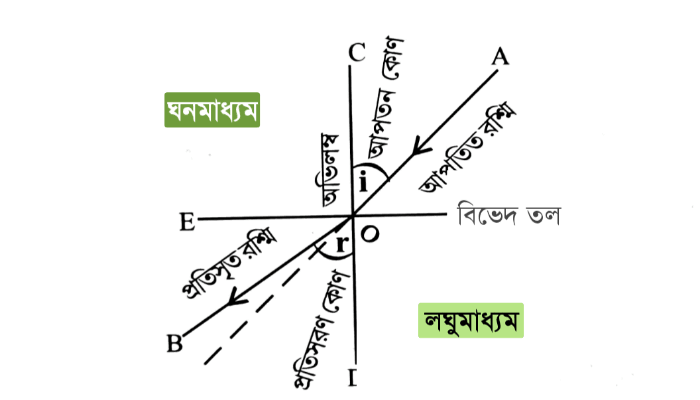 C
A
ঘনমাধ্যম
আপতন কোণ
অভিলম্ব
আপতিত রশ্মি
i
E
বিভেদ তল
O
r
প্রতিসৃত রশ্মি
প্রতিসরণ কোণ
লঘুমাধ্যম
B
I